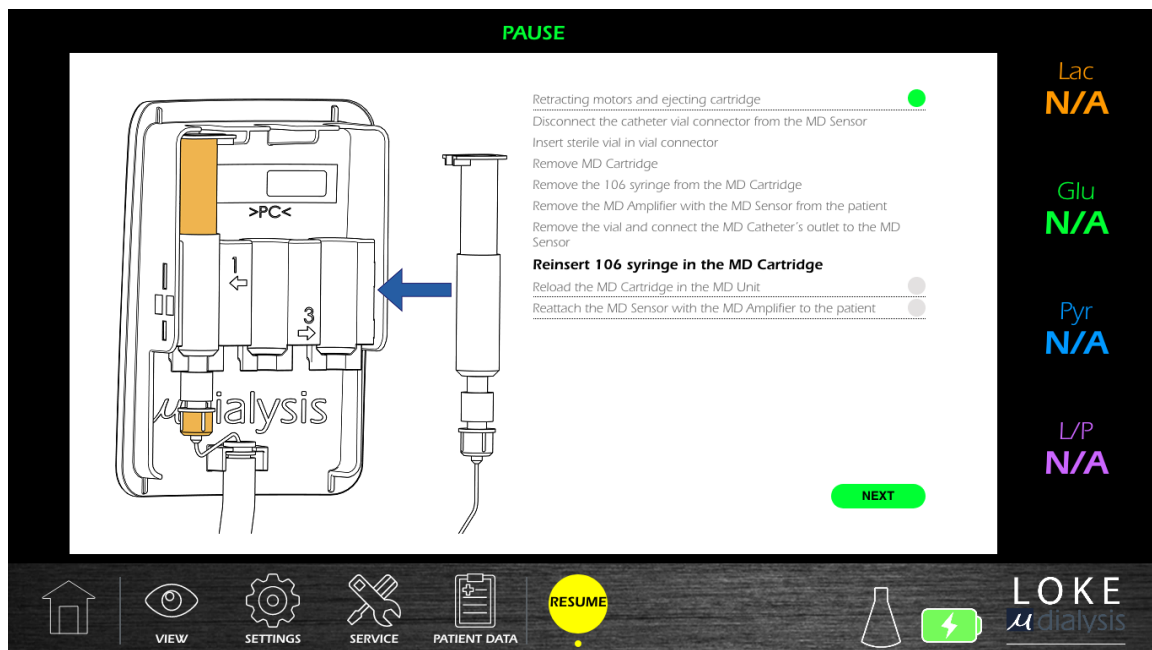 PAUSE
Retracting motors and ejecting cartridge
Disconnect the catheter vial connector from the MD Sensor
Insert sterile vial in vial connector
Remove MD Cartridge
Remove the 106 syringe from the MD Cartridge
Remove the MD Amplifier with the MD Sensor from the patient
Remove the vial and connect the MD Catheter's outlet to the MD
Sensor
Reinsert 106 syringe in the MD Cartridge
Reload the MD Cartridge in the MD Unit
Reattach the MD Sensor with the MD Amplifier to the patient
NEXT
>PC<
1
3
μdialysis
Lac
N/A
Glu
N/A
Pyr
N/A
L/P
N/A
VIEW
SETTINGS
SERVICE
PATIENT DATA
RESUME
LOKE
μdialysis